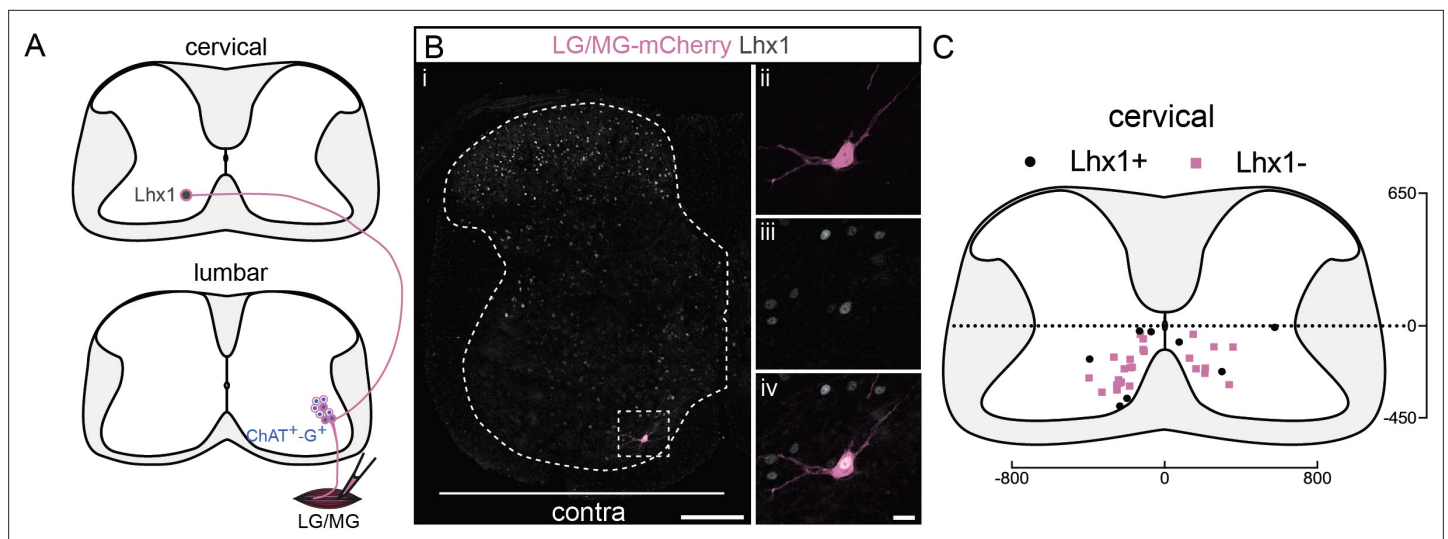 A
cervical
Lhx1
lumbar
ChAT+-G+
LG/MG
B
LG/MG-mCherry Lhx1
i
ii
iii
iv
contra
C
cervical
Lhx1+ Lhx1-
650
0
-450
-800 0 800